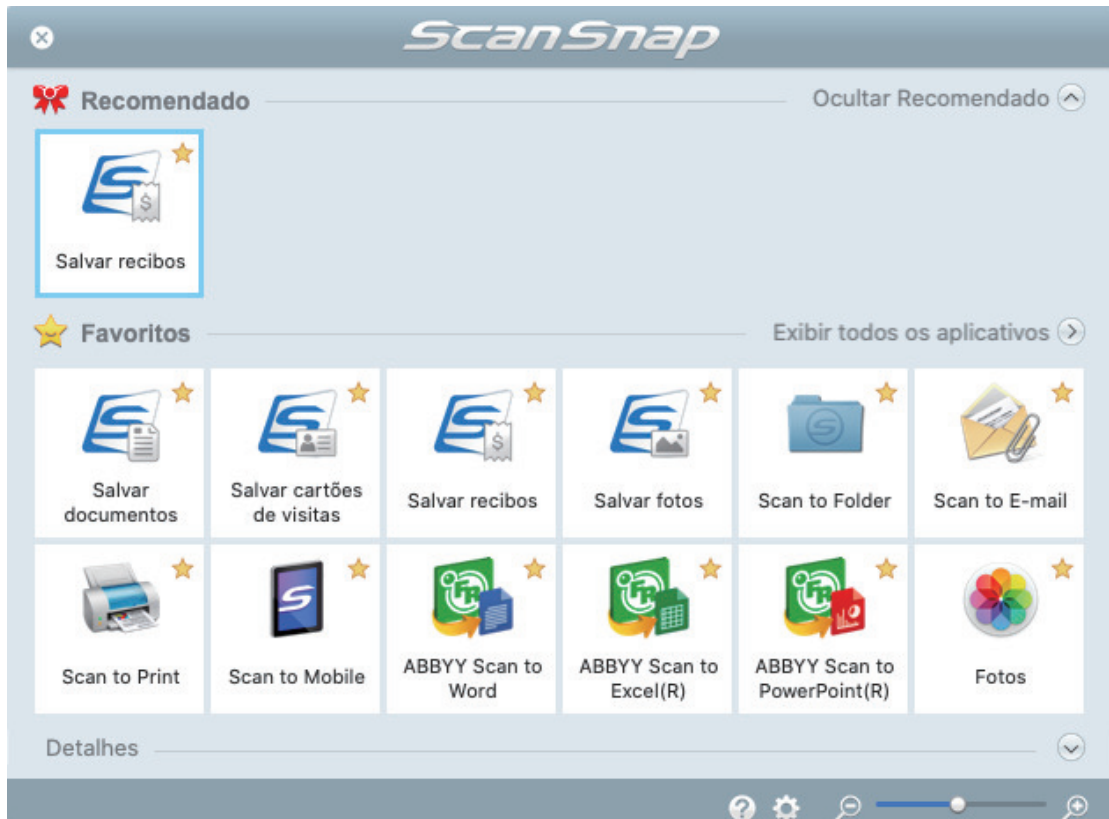 ScanSnap
Recomendado
Ocultar Recomendado
Salvar recibos
Favoritos
Exibir todos os aplicativos
Salvar
documentos
Salvar cartões
de visitas
Salvar recibos
Salvar fotos
Scan to Folder
Scan to E-mail
Scan to Print
Scan to Mobile
ABBYY Scan to
Word
ABBYY Scan to
Excel(R)
ABBYY Scan to
PowerPoint(R)
Fotos
Detalhes